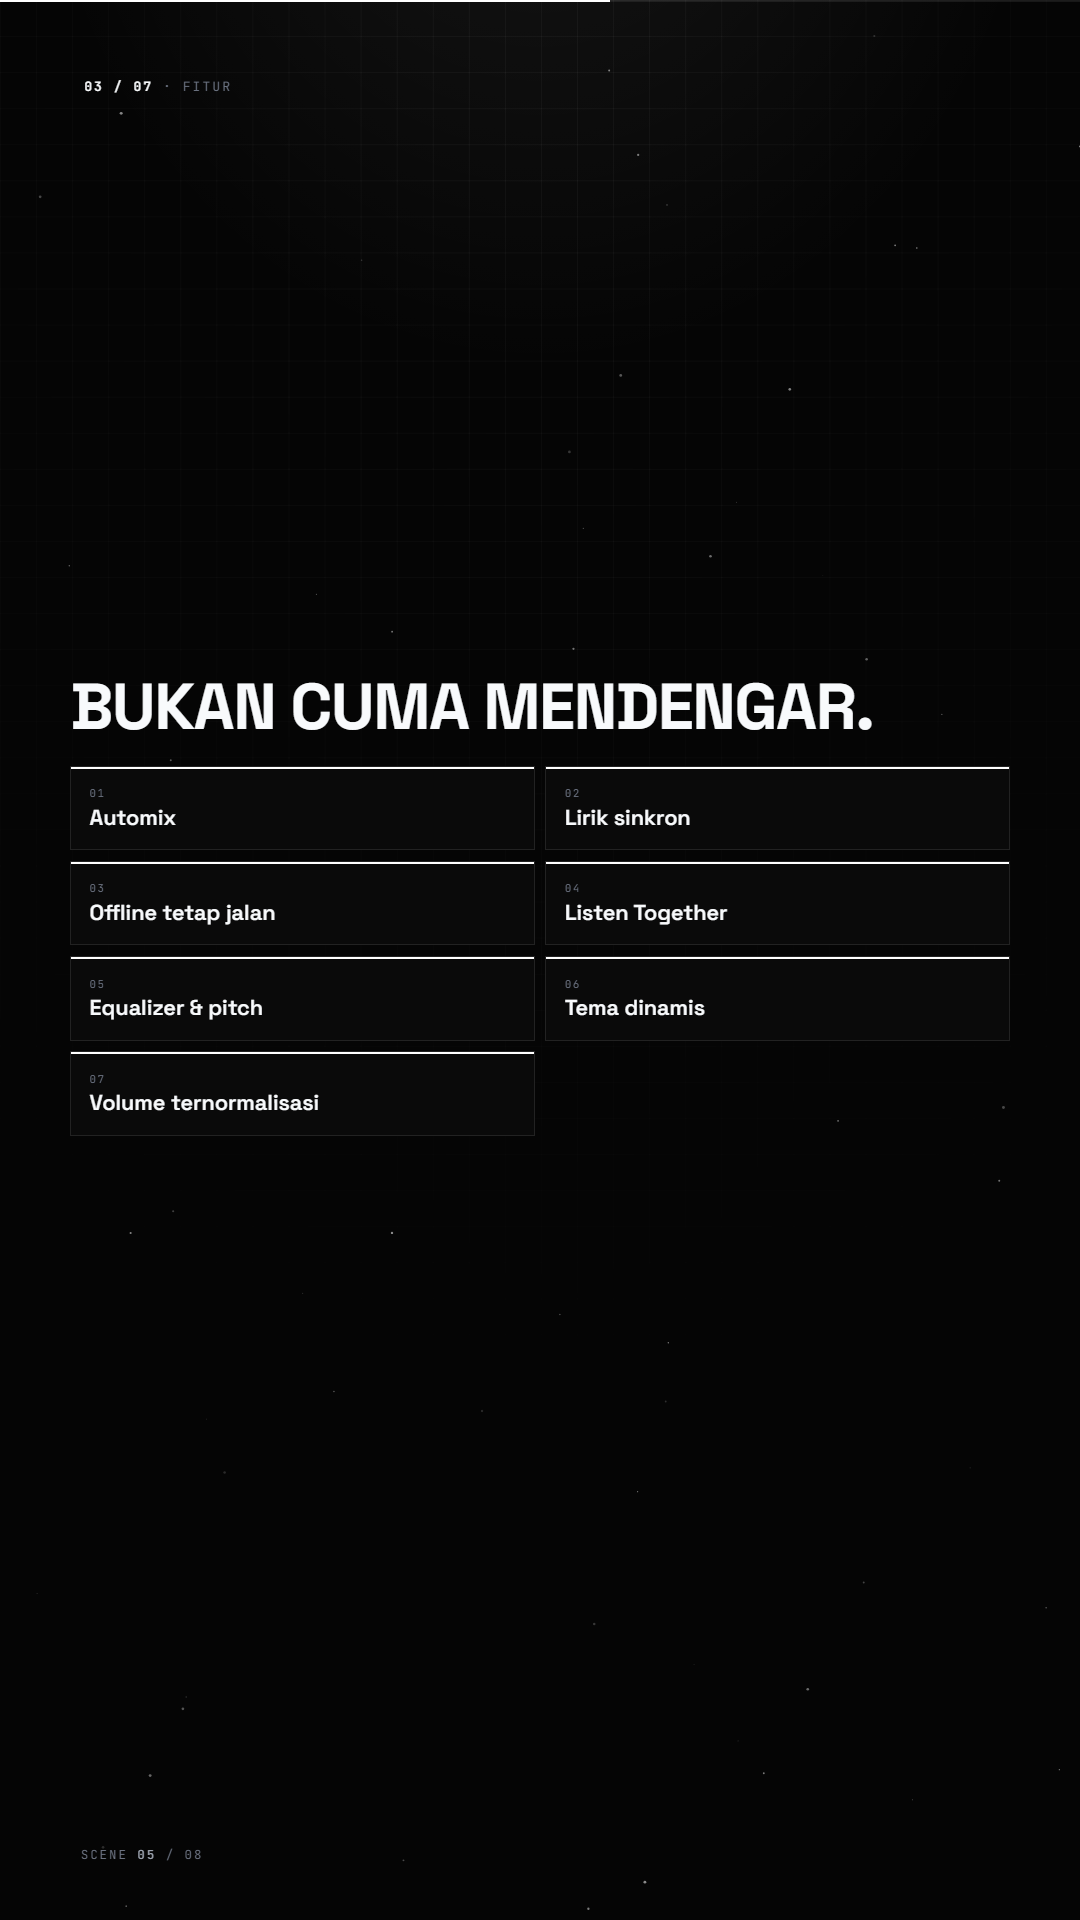 03 / 07 · FITUR
BUKAN CUMA MENDENGAR.
01
Automix
02
Lirik sinkron
03
Offline tetap jalan
04
Listen Together
05
Equalizer & pitch
06
Tema dinamis
07
Volume ternormalisasi
SCÈNE 05 / 08